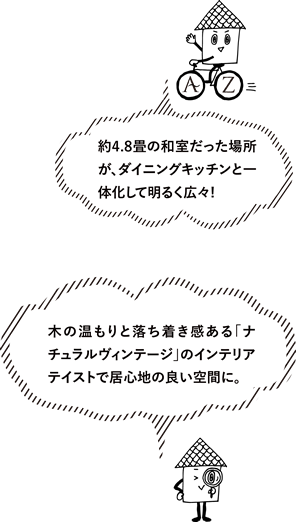 A Z
約4.8畳の和室だった場所
が、ダイニングキッチンと一
体化して明るく広々！
木の温もりと落ち着き感ある「ナ
チュラルヴィンテージ」のインテリア
テイストで居心地の良い空間に。